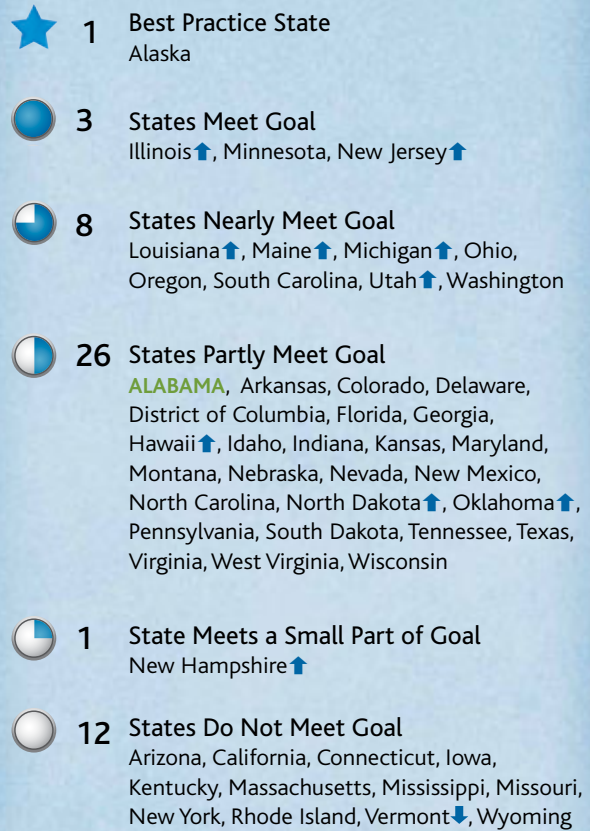 1 Best Practice State
Alaska
3 States Meet Goal
Illinois⬆, Minnesota, New Jersey⬆
8 States Nearly Meet Goal
Louisiana⬆, Maine⬆, Michigan⬆, Ohio,
Oregon, South Carolina, Utah⬆, Washington
26 States Partly Meet Goal
ALABAMA, Arkansas, Colorado, Delaware,
District of Columbia, Florida, Georgia,
Hawaii⬆, Idaho, Indiana, Kansas, Maryland,
Montana, Nebraska, Nevada, New Mexico,
North Carolina, North Dakota⬆, Oklahoma⬆,
Pennsylvania, South Dakota, Tennessee, Texas,
Virginia, West Virginia, Wisconsin
1 State Meets a Small Part of Goal
New Hampshire⬆
12 States Do Not Meet Goal
Arizona, California, Connecticut, Iowa,
Kentucky, Massachusetts, Mississippi, Missouri,
New York, Rhode Island, Vermont⬇, Wyoming